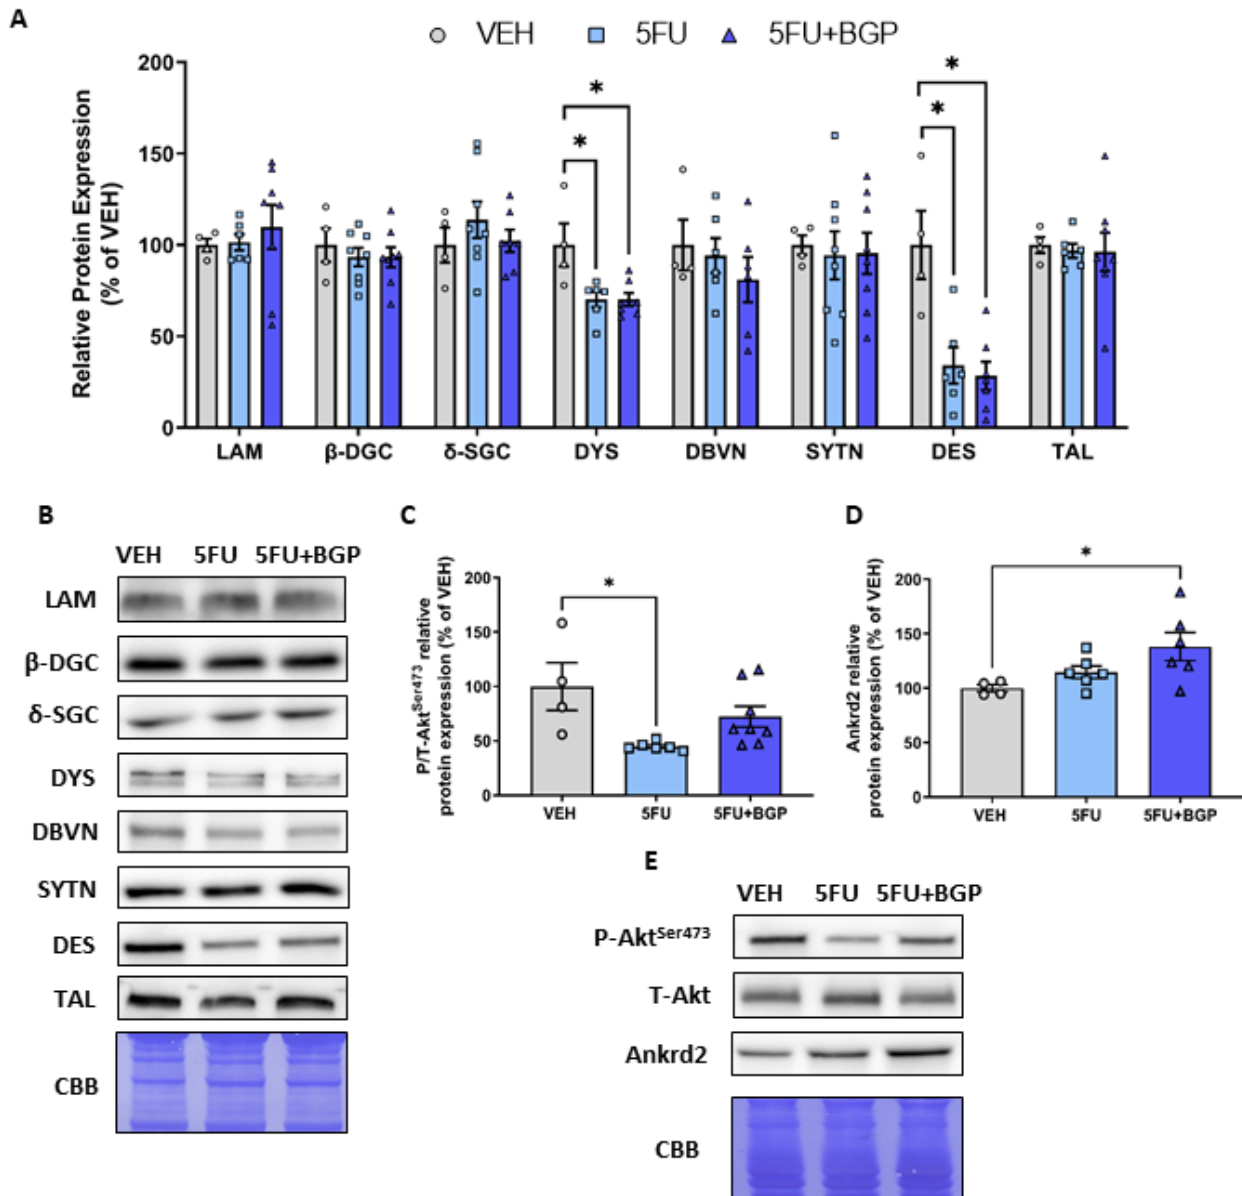 A
VEH 5FU 5FU+BGP
Relative Protein Expression
(% of VEH)
200
150
100
50
0
* * * *
LAM β-DGC δ-SGC DYS DBVN SYTN DES TAL
B
VEH 5FU 5FU+BGP
LAM
β-DGC
δ-SGC
DYS
DBVN
SYTN
DES
TAL
CBB
C
P/T-Akt^Ser473 relative
protein expression (% of VEH)
200
150
100
50
0
*
VEH 5FU 5FU+BGP
D
Ankrd2 relative
protein expression (% of VEH)
200
150
100
50
0
*
VEH 5FU 5FU+BGP
E
VEH 5FU 5FU+BGP
P-Akt^Ser473
T-Akt
Ankrd2
CBB